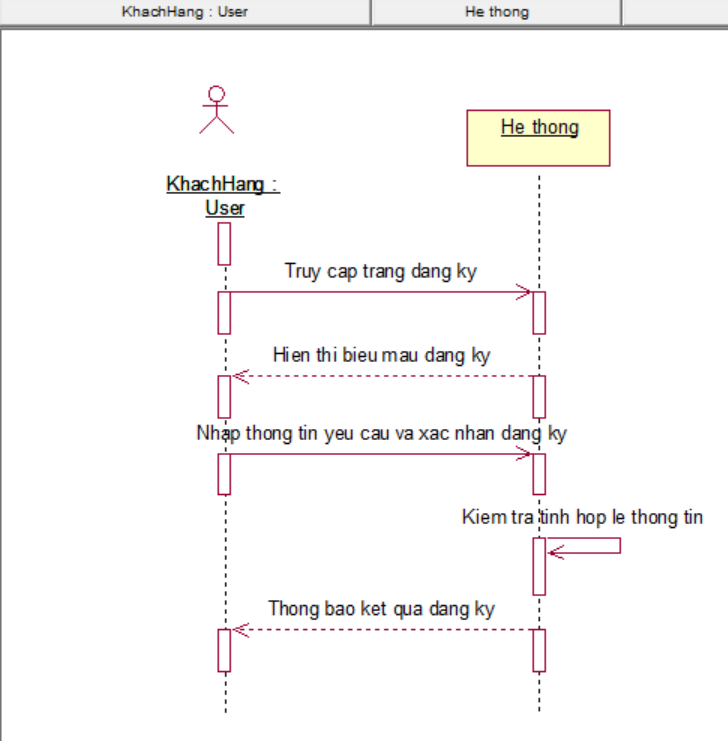 KhachHang : User
He thong
He thong
KhachHang :
User
Truy cap trang dang ky
Hien thi bieu mau dang ky
Nhap thong tin yeu cau va xac nhan dang ky
Kiem tra tinh hop le thong tin
Thong bao ket qua dang ky